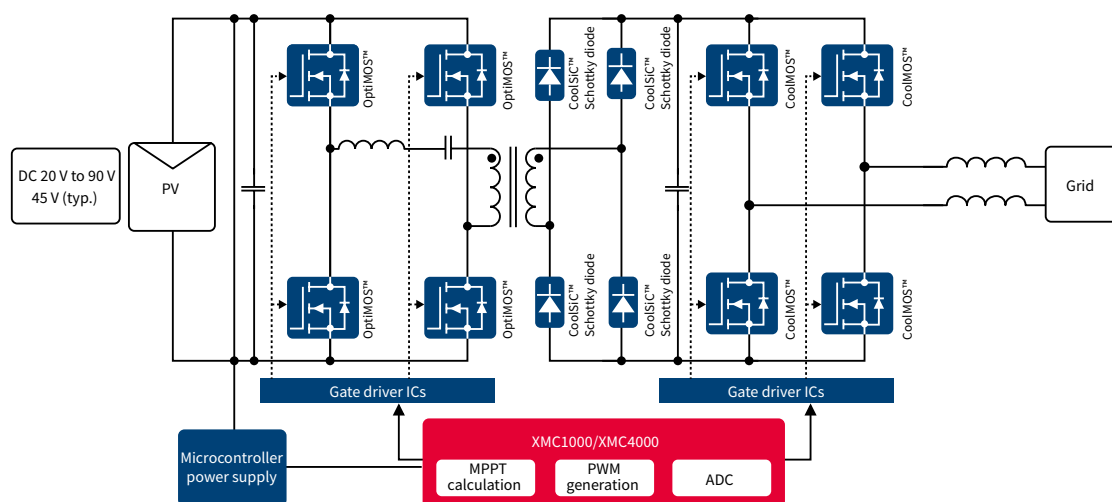 DC 20 V to 90 V
45 V (typ.)
PV
OptiMOS™
OptiMOS™
CoolSiC™
Schottky diode
CoolSiC™
Schottky diode
CoolMOS™
CoolMOS™
Grid
OptiMOS™
OptiMOS™
CoolSiC™
Schottky diode
CoolSiC™
Schottky diode
CoolMOS™
CoolMOS™
Gate driver ICs
Gate driver ICs
Microcontroller
power supply
XMC1000/XMC4000
MPPT
calculation
PWM
generation
ADC